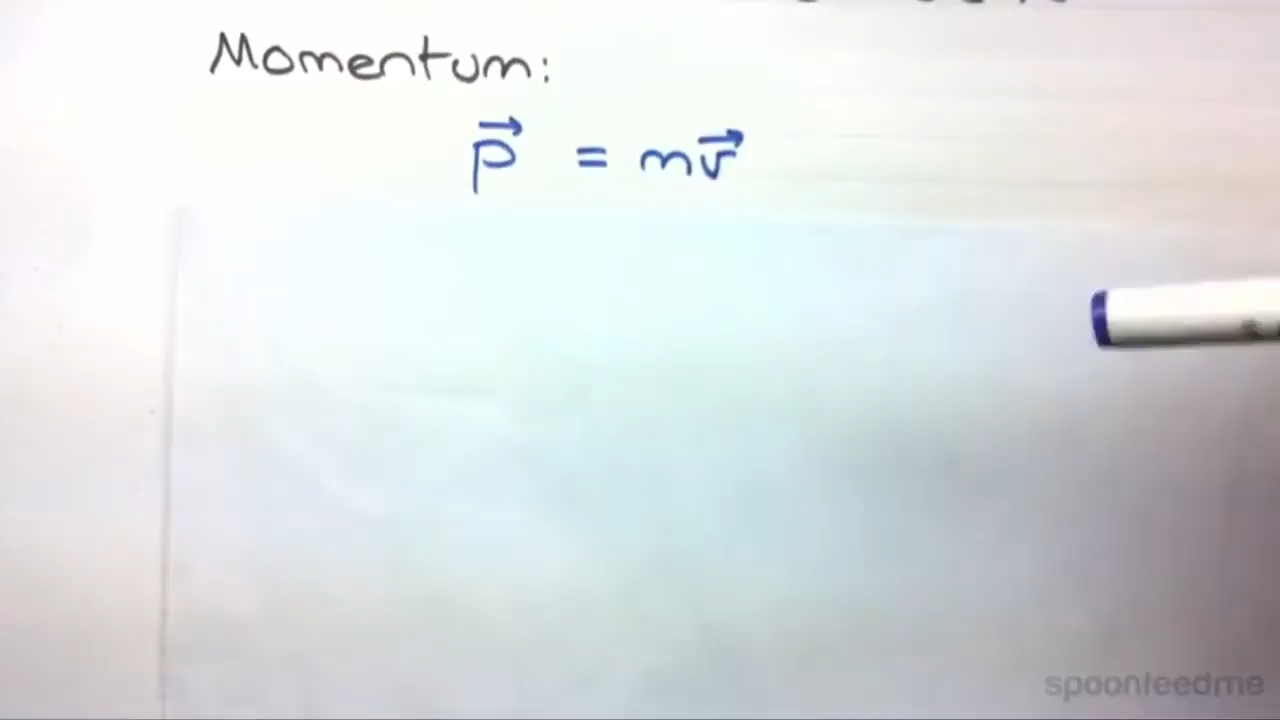 Momentum:
p⃗ = mv⃗
spoonfeedme